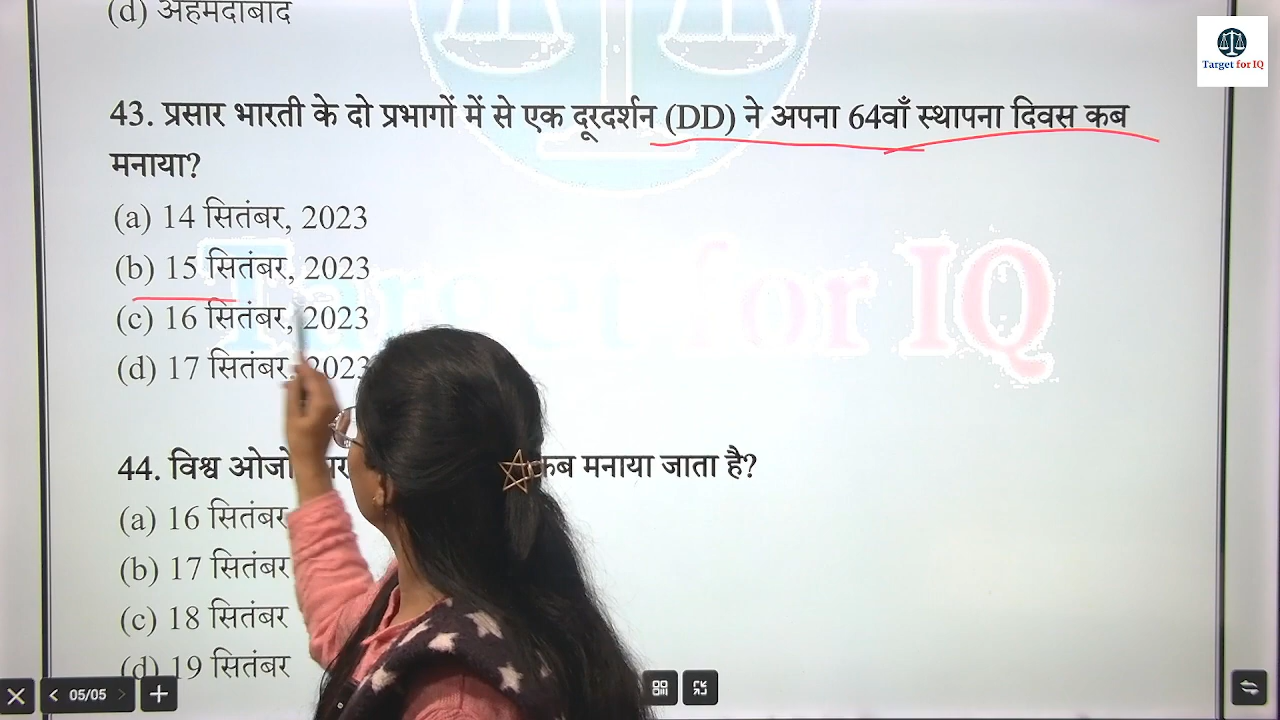 (d) अहमदाबाद
Target for IQ
43. प्रसार भारती के दो प्रभागों में से एक दूरदर्शन (DD) ने अपना 64वाँ स्थापना दिवस कब
मनाया?
(a) 14 सितंबर, 2023
(b) 15 सितंबर, 2023
(c) 16 सितंबर, 2023
(d) 17 सितंबर, 2023
Target for IQ
44. विश्व कब मनाया जाता है?
(a) 16 सितंबर
(b) 17 सितंबर
(c) 18 सितंबर
(d) 19 सितंबर
05/05